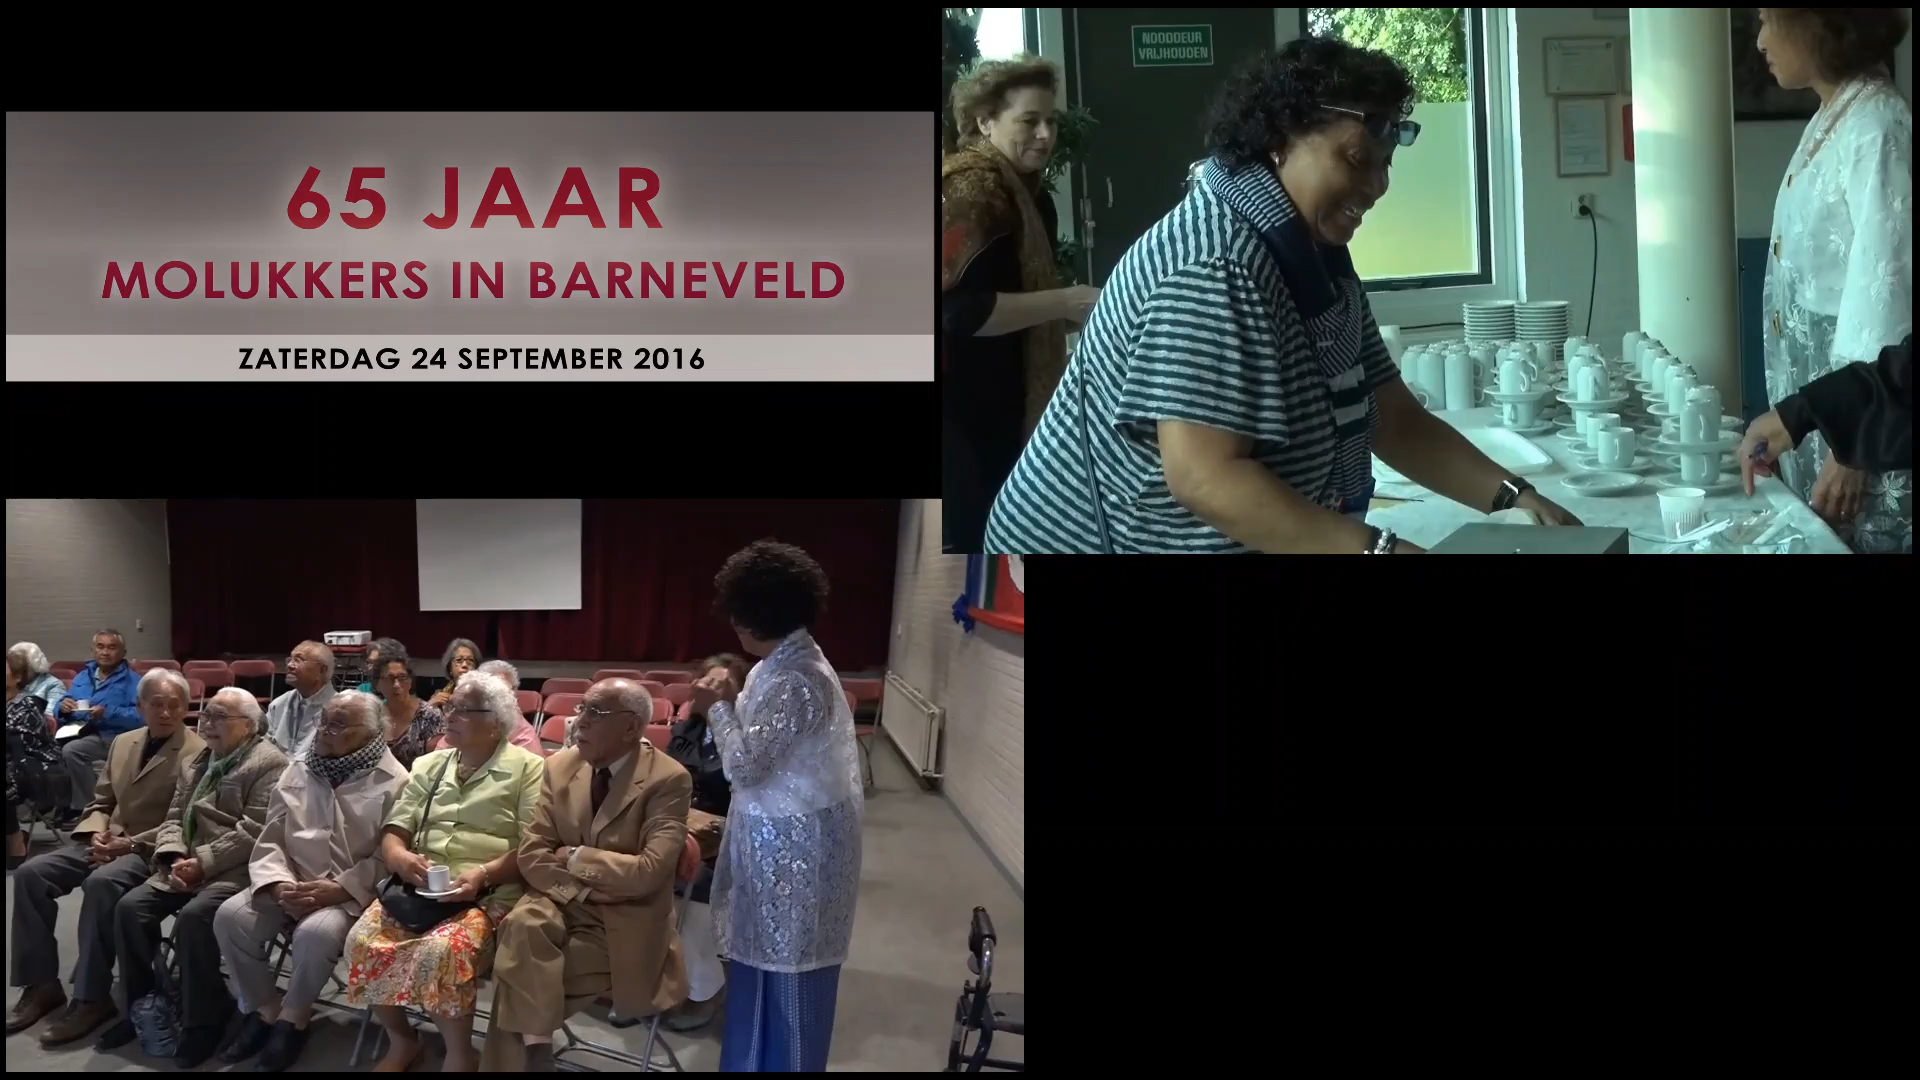 65 JAAR
MOLUKKERS IN BARNEVELD
ZATERDAG 24 SEPTEMBER 2016
NOODDEUR
VRIJHOUDEN